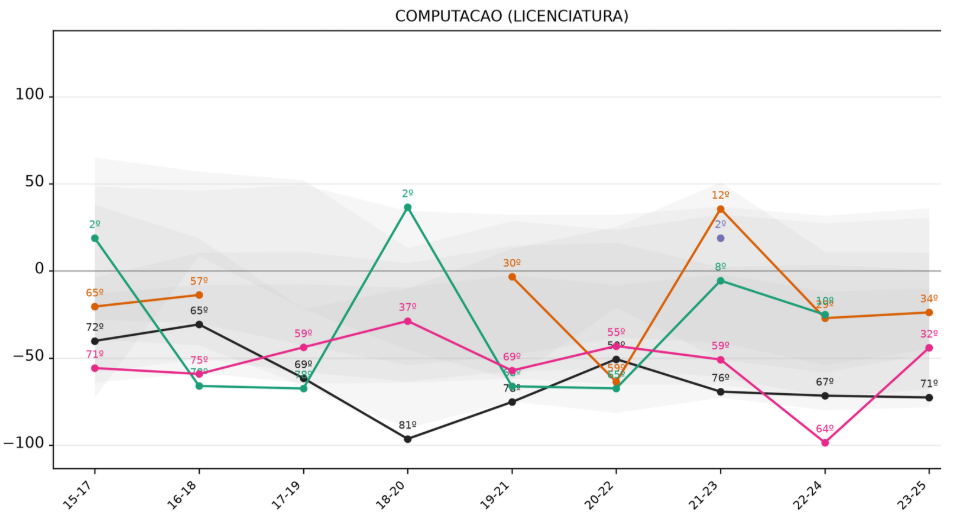 COMPUTACAO (LICENCIATURA)
100
50
0
−50
−100
2º
65º
72º
71º
57º
65º
75º
59º
69º
2º
37º
81º
30º
69º
55º
59º
12º
2º
8º
59º
76º
10º
67º
64º
34º
32º
71º
15-17
16-18
17-19
18-20
19-21
20-22
21-23
22-24
23-25